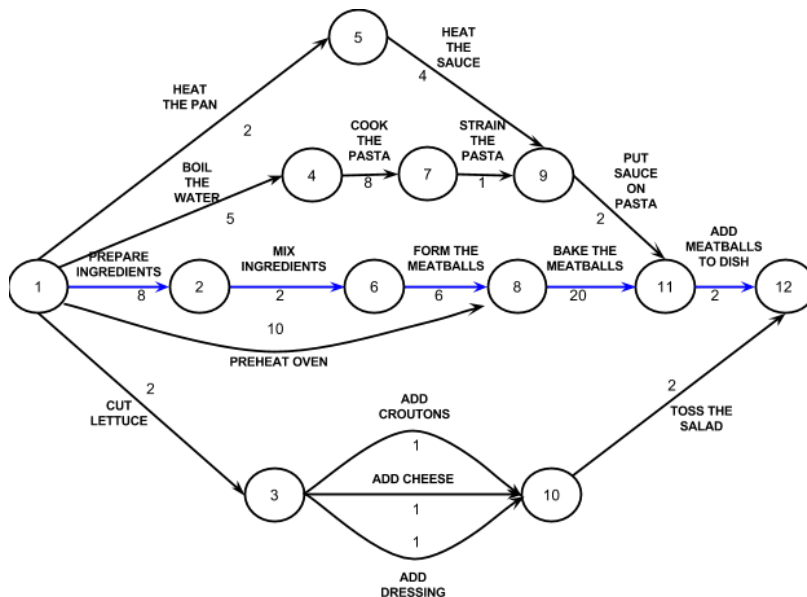 5
HEAT
THE
SAUCE
4
HEAT
THE PAN
2
COOK
THE
PASTA
STRAIN
THE
PASTA
BOIL
THE
WATER
4
8
7
1
9
PUT
SAUCE
ON
PASTA
5
2
PREPARE
INGREDIENTS
MIX
INGREDIENTS
FORM THE
MEATBALLS
BAKE THE
MEATBALLS
ADD
MEATBALLS
TO DISH
1
8
2
2
6
6
8
20
11
2
12
10
PREHEAT OVEN
2
CUT
LETTUCE
ADD
CROUTONS
1
2
TOSS THE
SALAD
3
ADD CHEESE
1
10
1
ADD
DRESSING